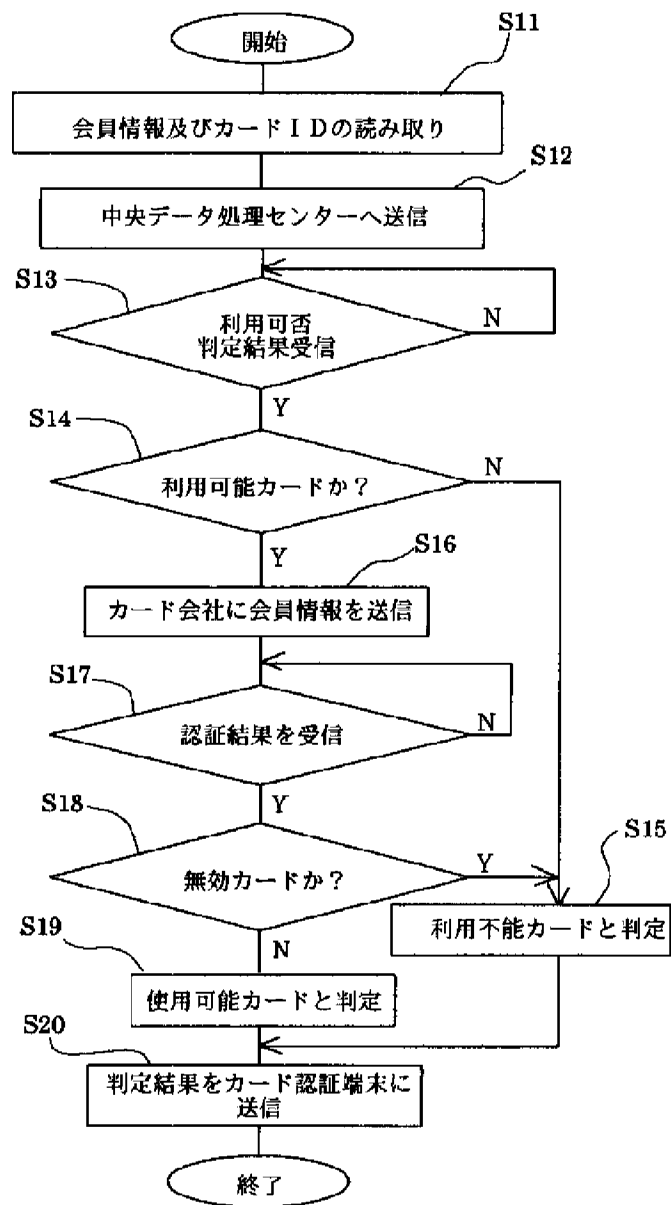 開始
S11
会員情報及びカードIDの読み取り
S12
中央データ処理センターへ送信
S13
利用可否
判定結果受信
N
Y
S14
利用可能カードか?
N
Y
S16
カード会社に会員情報を送信
S17
認証結果を受信
N
Y
S18
無効カードか?
Y
S15
利用不能カードと判定
N
S19
使用可能カードと判定
S20
判定結果をカード認証端末に
送信
終了